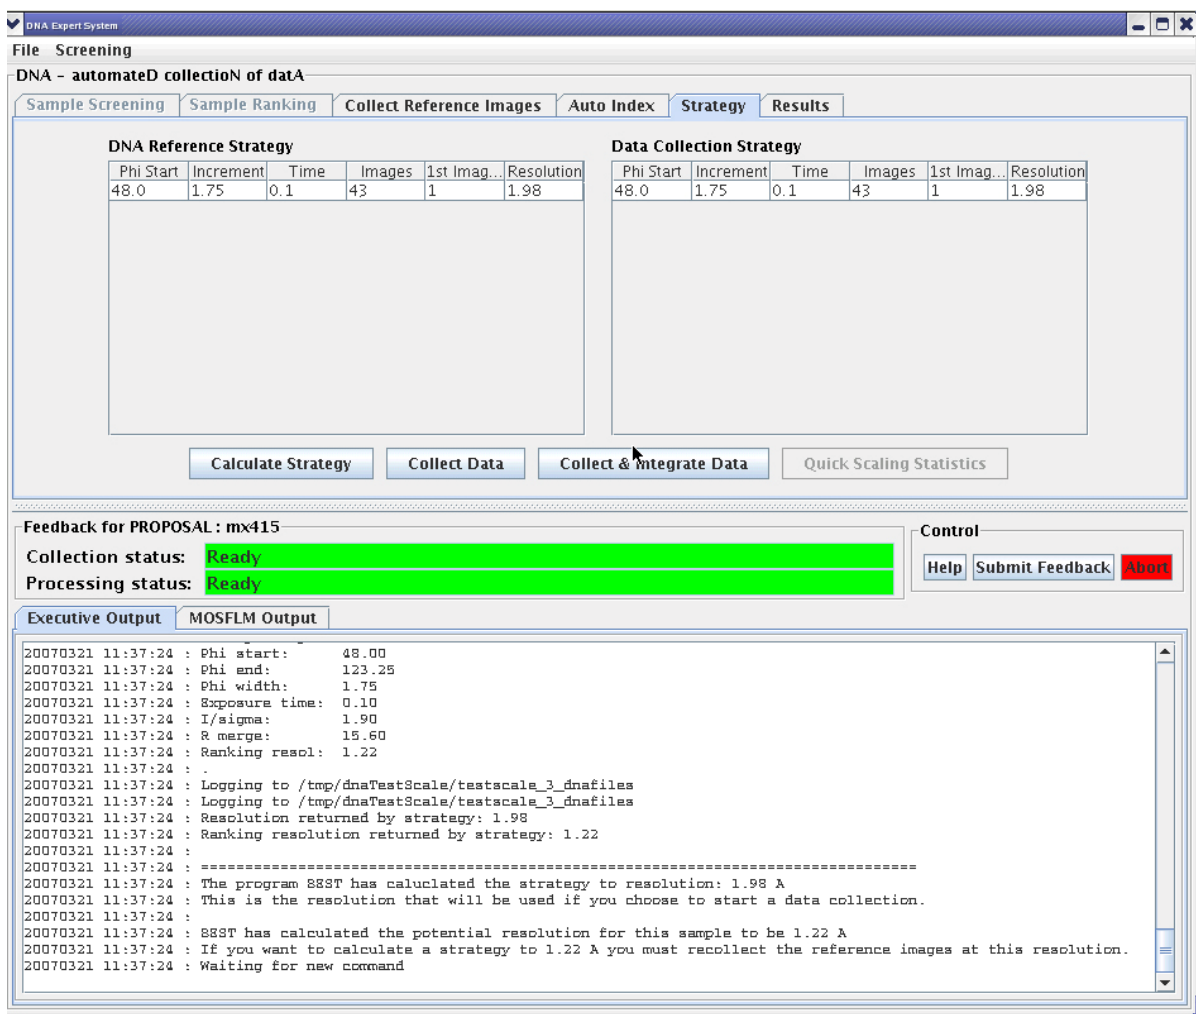 DNA Expert System
File Screening
DNA - automateD collectioN of datA
Sample Screening Sample Ranking Collect Reference Images Auto Index Strategy Results
DNA Reference Strategy Data Collection Strategy
Phi Start Increment Time Images 1st Imag... Resolution Phi Start Increment Time Images 1st Imag... Resolution
48.0 1.75 0.1 43 1 1.98 48.0 1.75 0.1 43 1 1.98
Calculate Strategy Collect Data Collect & Integrate Data Quick Scaling Statistics
Feedback for PROPOSAL : mx415 Control
Collection status: Ready
Help Submit Feedback Abort
Processing status: Ready
Executive Output MOSFLM Output
20070321 11:37:24 : Phi start: 48.00
20070321 11:37:24 : Phi end: 123.25
20070321 11:37:24 : Phi width: 1.75
20070321 11:37:24 : Exposure time: 0.10
20070321 11:37:24 : I/sigma: 1.90
20070321 11:37:24 : R merge: 15.60
20070321 11:37:24 : Ranking resol: 1.22
20070321 11:37:24 : .
20070321 11:37:24 : Logging to /tmp/dnaTestScale/testscale_3_dnafiles
20070321 11:37:24 : Logging to /tmp/dnaTestScale/testscale_3_dnafiles
20070321 11:37:24 : Resolution returned by strategy: 1.98
20070321 11:37:24 : Ranking resolution returned by strategy: 1.22
20070321 11:37:24 :
20070321 11:37:24 : ================================================================================
20070321 11:37:24 : The program BEST has caluclated the strategy to resolution: 1.98 A
20070321 11:37:24 : This is the resolution that will be used if you choose to start a data collection.
20070321 11:37:24 :
20070321 11:37:24 : BEST has calculated the potential resolution for this sample to be 1.22 A
20070321 11:37:24 : If you want to calculate a strategy to 1.22 A you must recollect the reference images at this resolution.
20070321 11:37:24 : Waiting for new command